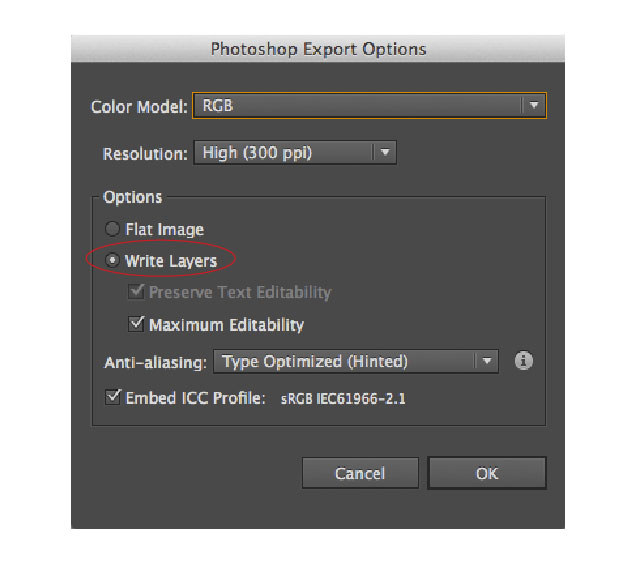 Photoshop Export Options
Color Model: RGB
Resolution: High (300 ppi)
Options
Flat Image
Write Layers
Preserve Text Editability
Maximum Editability
Anti-aliasing: Type Optimized (Hinted)
Embed ICC Profile: sRGB IEC61966-2.1
Cancel OK